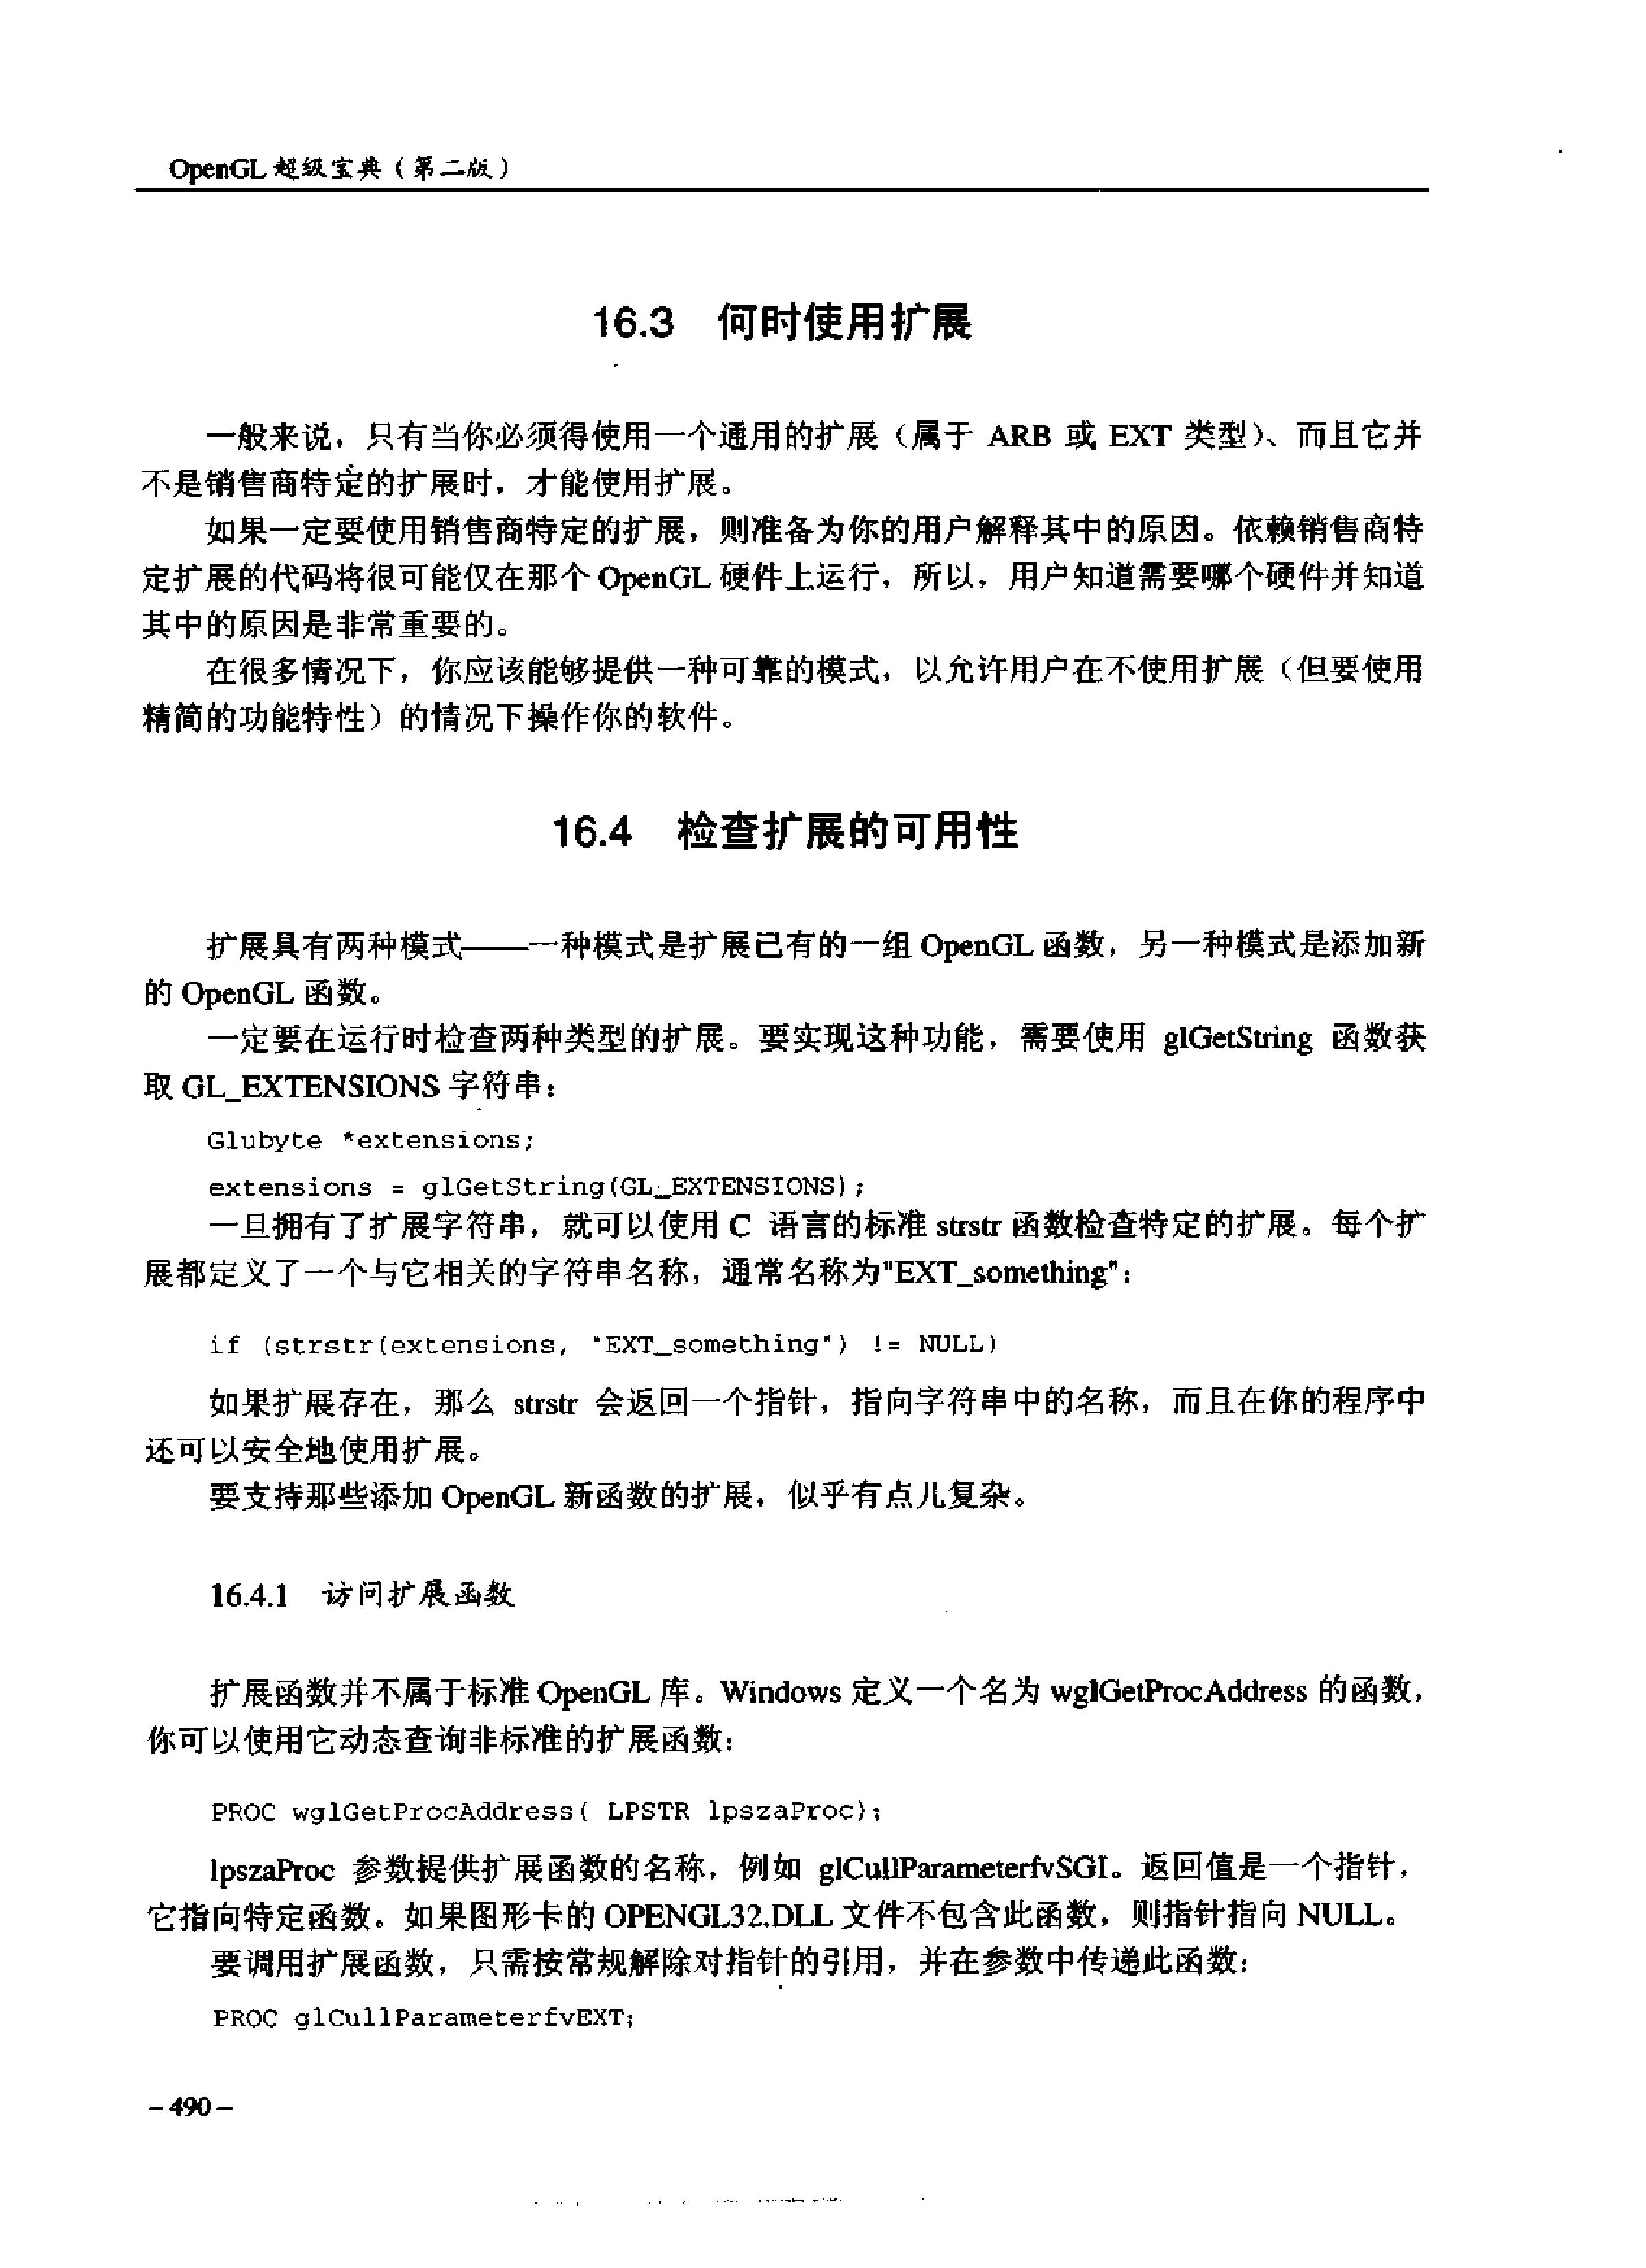 OpenGL 超级宝典（第二版）
16.3 何时使用扩展
一般来说，只有当你必须得使用一个通用的扩展（属于 ARB 或 EXT 类型）、而且它并
不是销售商特定的扩展时，才能使用扩展。
如果一定要使用销售商特定的扩展，则准备为你的用户解释其中的原因。依赖销售商特
定扩展的代码将很可能仅在那个 OpenGL 硬件上运行，所以，用户知道需要哪个硬件并知道
其中的原因是非常重要的。
在很多情况下，你应该能够提供一种可靠的模式，以允许用户在不使用扩展（但要使用
精简的功能特性）的情况下操作你的软件。
16.4 检查扩展的可用性
扩展具有两种模式——一种模式是扩展已有的一组 OpenGL 函数，另一种模式是添加新
的 OpenGL 函数。
一定要在运行时检查两种类型的扩展。要实现这种功能，需要使用 glGetString 函数获
取 GL_EXTENSIONS 字符串：
Glubyte *extensions;
extensions = glGetString(GL_EXTENSIONS);
一旦拥有了扩展字符串，就可以使用 C 语言的标准 strstr 函数检查特定的扩展。每个扩
展都定义了一个与它相关的字符串名称，通常名称为"EXT_something"：
if (strstr(extensions, "EXT_something") != NULL)
如果扩展存在，那么 strstr 会返回一个指针，指向字符串中的名称，而且在你的程序中
还可以安全地使用扩展。
要支持那些添加 OpenGL 新函数的扩展，似乎有点儿复杂。
16.4.1 访问扩展函数
扩展函数并不属于标准 OpenGL 库。Windows 定义一个名为 wglGetProcAddress 的函数，
你可以使用它动态查询非标准的扩展函数：
PROC wglGetProcAddress( LPSTR lpszaProc);
lpszaProc 参数提供扩展函数的名称，例如 glCullParameterfvSGI。返回值是一个指针，
它指向特定函数。如果图形卡的 OPENGL32.DLL 文件不包含此函数，则指针指向 NULL。
要调用扩展函数，只需按常规解除对指针的引用，并在参数中传递此函数：
PROC glCullParameterfvEXT;
－490－